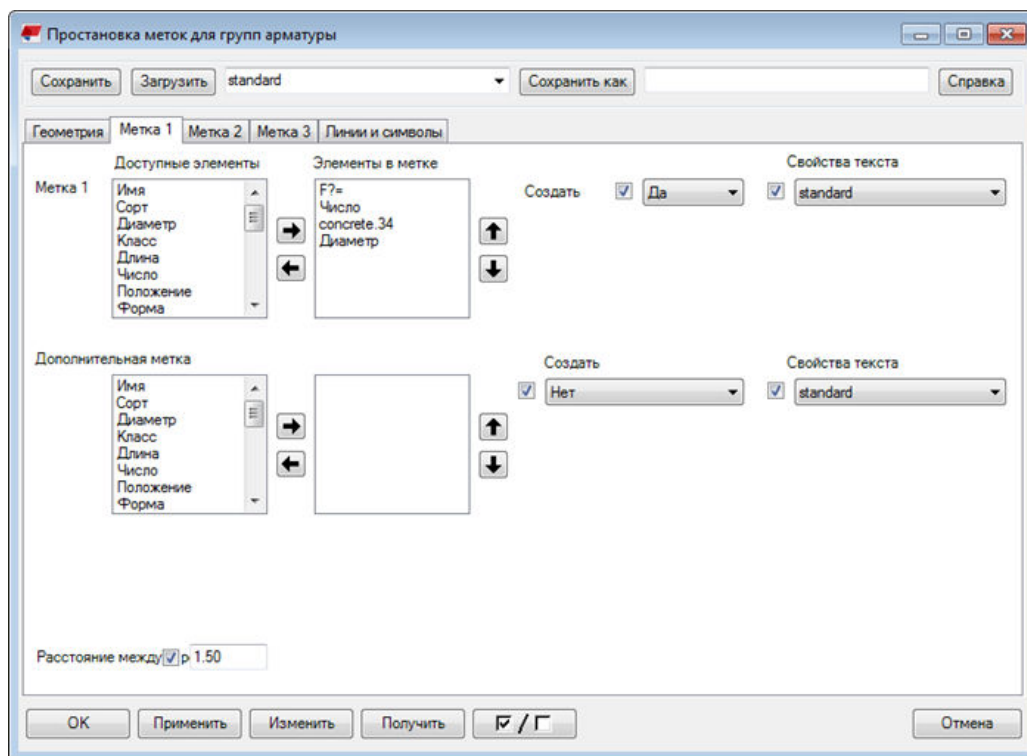 Простановка меток для групп арматуры
Сохранить Загрузить standard Сохранить как Справка
Геометрия Метка 1 Метка 2 Метка 3 Линии и символы
Доступные элементы Элементы в метке Свойства текста
Метка 1 Создать Да standard
Имя
Сорт
Диаметр
Класс
Длина
Число
Положение
Форма
F?=
Число
concrete.34
Диаметр
Дополнительная метка Создать Свойства текста
Нет standard
Имя
Сорт
Диаметр
Класс
Длина
Число
Положение
Форма
Расстояние между р 1.50
OK Применить Изменить Получить / Отмена